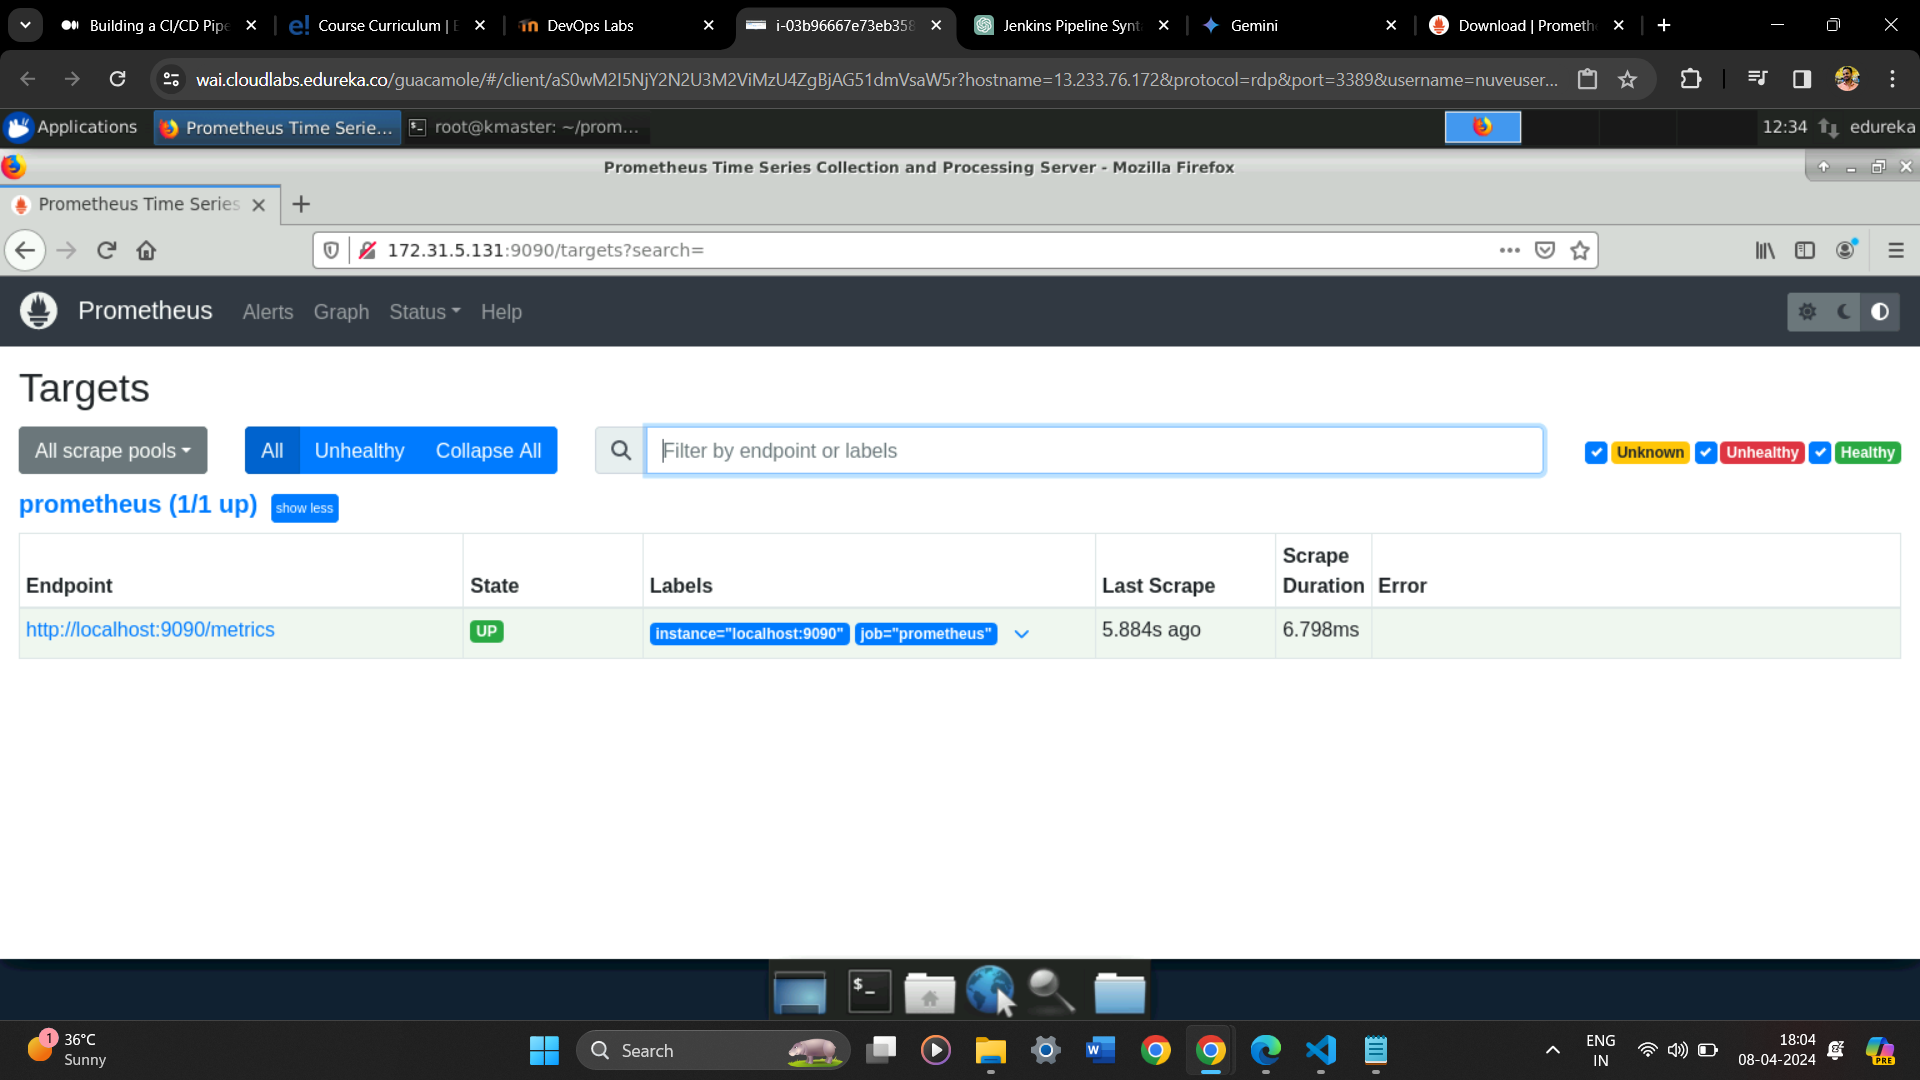 Building a CI/CD Pipe
Course Curriculum | E
DevOps Labs
i-03b96667e73eb358
Jenkins Pipeline Synt
Gemini
Download | Prometh
wai.cloudlabs.edureka.co/guacamole/#/client/aS0wM2I5NjY2N2U3M2ViMzU4ZgBjAG51dmVsaW5r?hostname=13.233.76.172&protocol=rdp&port=3389&username=nuveuser...
Applications
Prometheus Time Serie...
root@kmaster: ~/prom...
12:34
edureka
Prometheus Time Series Collection and Processing Server - Mozilla Firefox
Prometheus Time Series
172.31.5.131:9090/targets?search=
Prometheus Alerts Graph Status Help
Targets
All scrape pools
All Unhealthy Collapse All
Filter by endpoint or labels
Unknown Unhealthy Healthy
prometheus (1/1 up) show less
Endpoint State Labels Last Scrape Scrape Duration Error
http://localhost:9090/metrics UP instance="localhost:9090" job="prometheus" 5.884s ago 6.798ms
$_
1
36°C
Sunny
Search
W
PRE
ENG
IN
18:04
08-04-2024